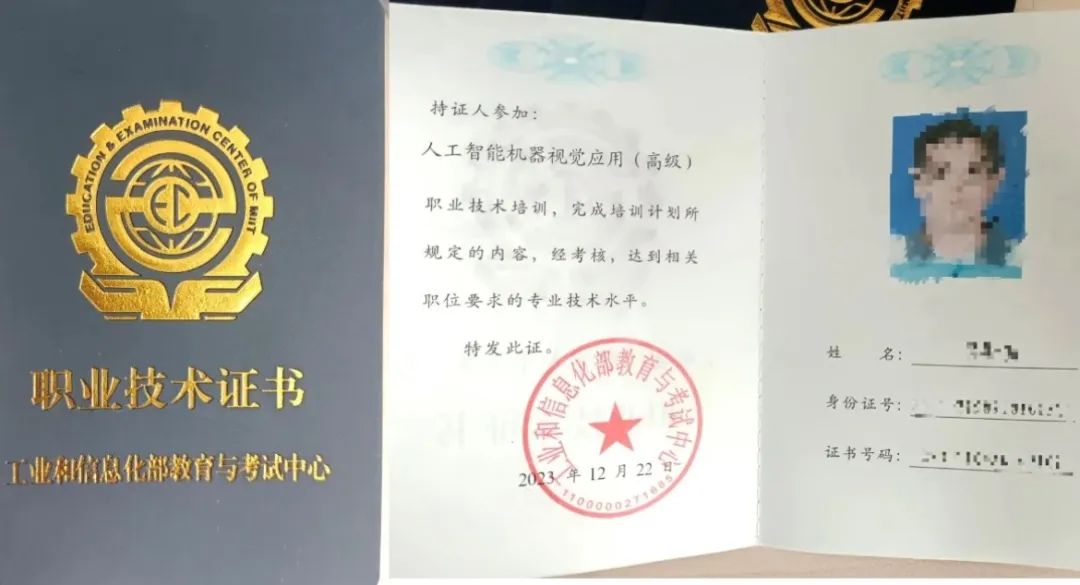 EDUCATION & EXAMINATION CENTER OF MIIT
职业技术证书
工业和信息化部教育与考试中心
持证人参加：
人工智能机器视觉应用（高级）
职业技术培训，完成培训计划所
规定的内容，经考核，达到相关
职位要求的专业技术水平。
特发此证。
工业和信息化部教育与考试中心
2023 年 12 月 22 日
姓 名：
身份证号：
证书号码：